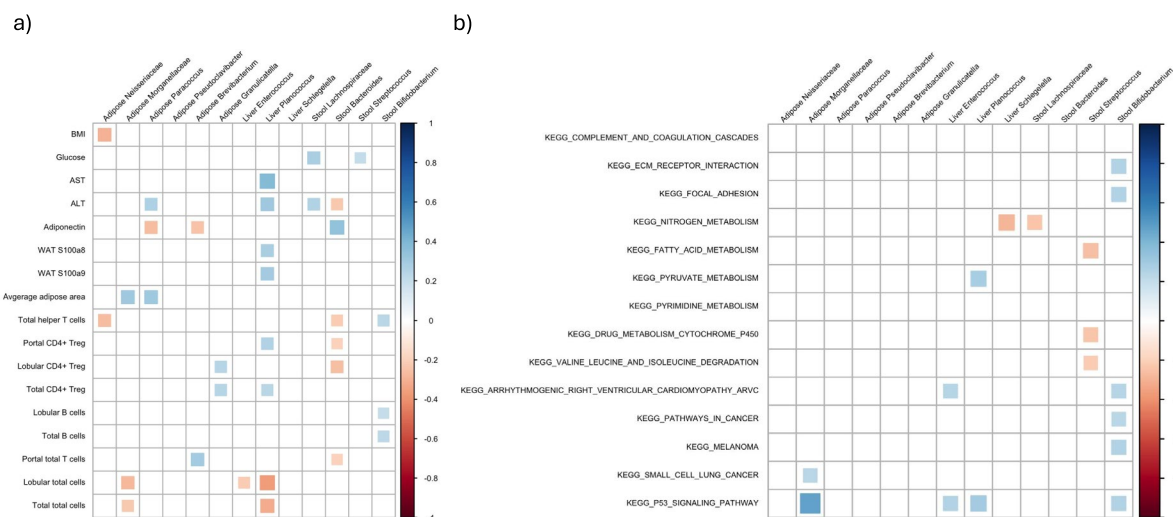 a)
b)
Adipose Neisseriaceae
Adipose Morganellaceae
Adipose Paracoccus
Adipose Pseudoclavibacter
Adipose Brevibacterium
Adipose Granulicatella
Liver Enterococcus
Liver Planococcus
Liver Schlegelella
Stool Lachnospiraceae
Stool Bacteroides
Stool Streptococcus
Stool Bifidobacterium
BMI
Glucose
AST
ALT
Adiponectin
WAT S100a8
WAT S100a9
Avgerage adipose area
Total helper T cells
Portal CD4+ Treg
Lobular CD4+ Treg
Total CD4+ Treg
Lobular B cells
Total B cells
Portal total T cells
Lobular total cells
Total total cells
1
0.8
0.6
0.4
0.2
0
-0.2
-0.4
-0.6
-0.8
Adipose Neisseriaceae
Adipose Morganellaceae
Adipose Paracoccus
Adipose Pseudoclavibacter
Adipose Brevibacterium
Adipose Granulicatella
Liver Enterococcus
Liver Planococcus
Liver Schlegelella
Stool Lachnospiraceae
Stool Bacteroides
Stool Streptococcus
Stool Bifidobacterium
KEGG_COMPLEMENT_AND_COAGULATION_CASCADES
KEGG_ECM_RECEPTOR_INTERACTION
KEGG_FOCAL_ADHESION
KEGG_NITROGEN_METABOLISM
KEGG_FATTY_ACID_METABOLISM
KEGG_PYRUVATE_METABOLISM
KEGG_PYRIMIDINE_METABOLISM
KEGG_DRUG_METABOLISM_CYTOCHROME_P450
KEGG_VALINE_LEUCINE_AND_ISOLEUCINE_DEGRADATION
KEGG_ARRHYTHMOGENIC_RIGHT_VENTRICULAR_CARDIOMYOPATHY_ARVC
KEGG_PATHWAYS_IN_CANCER
KEGG_MELANOMA
KEGG_SMALL_CELL_LUNG_CANCER
KEGG_P53_SIGNALING_PATHWAY